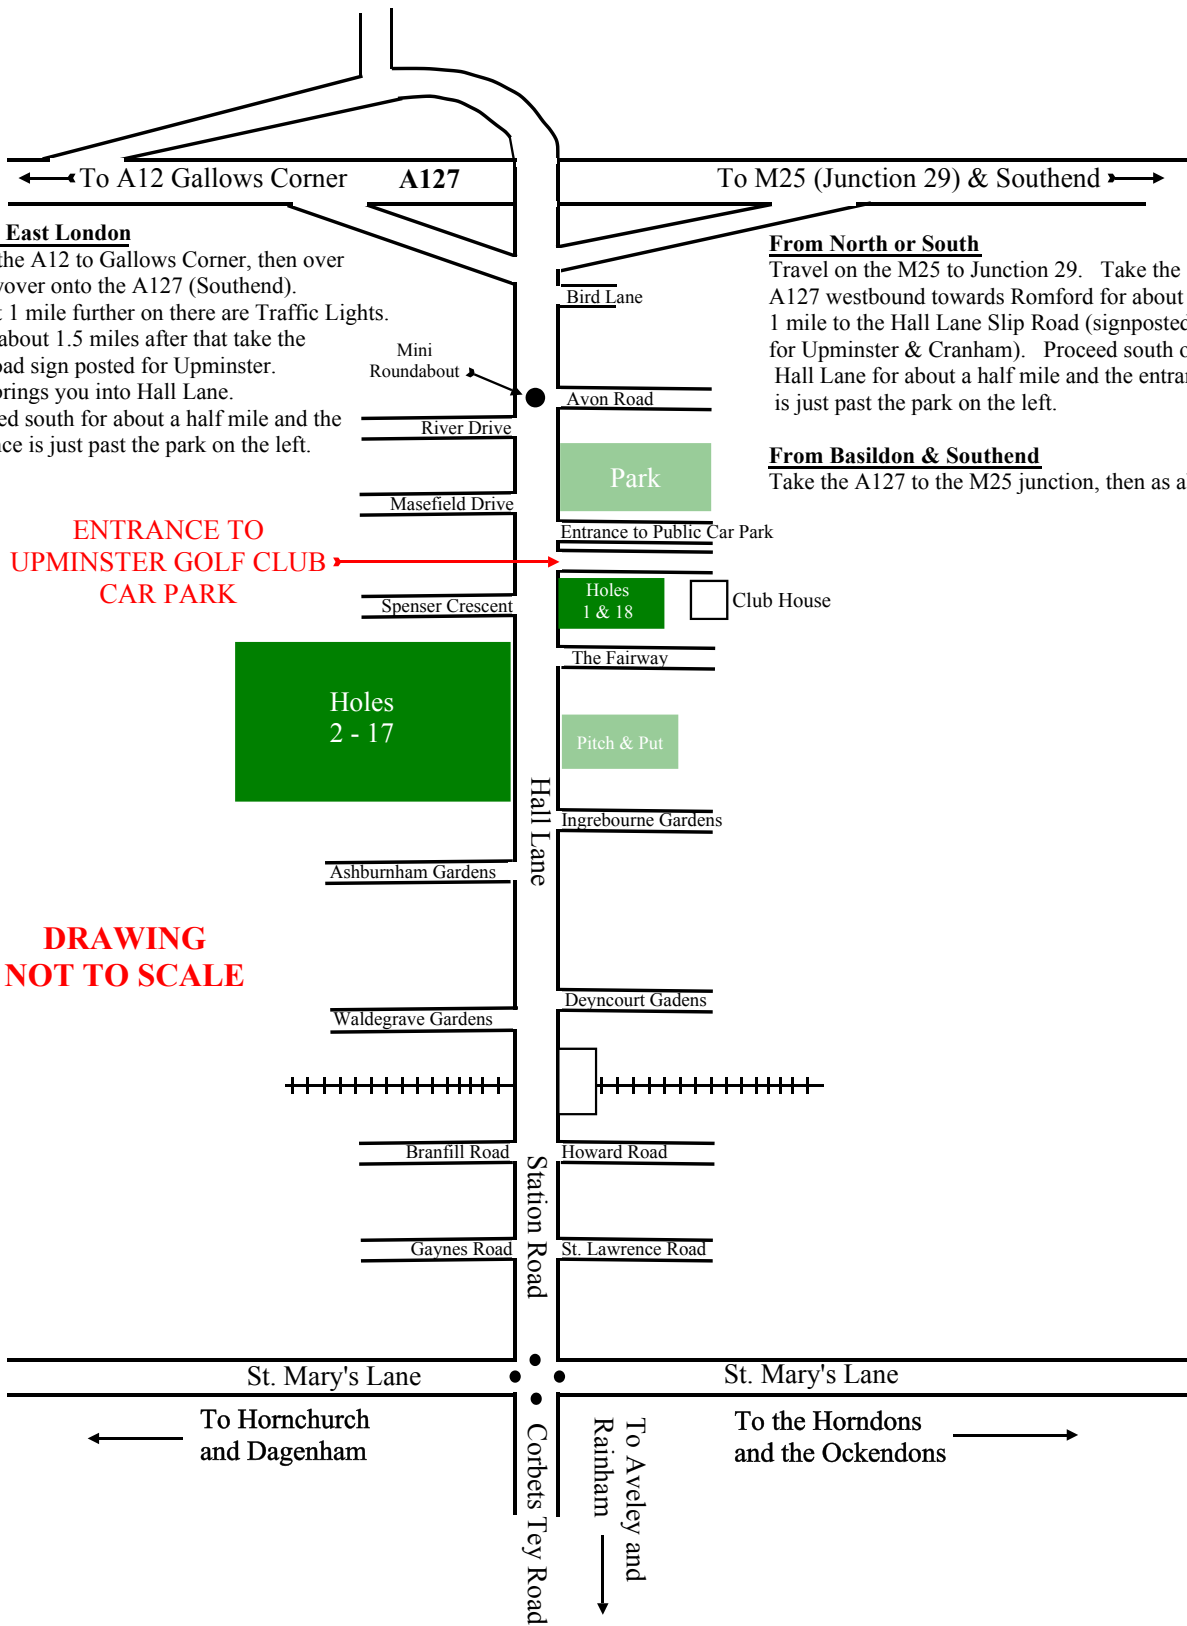 To A12 Gallows Corner
A127
To M25 (Junction 29) & Southend
East London
the A12 to Gallows Corner, then over
onto the A127 (Southend).
1 mile further on there are Traffic Lights.
about 1.5 miles after that take the
sign posted for Upminster.
brings you into Hall Lane.
south for about a half mile and the
is just past the park on the left.
From North or South
Travel on the M25 to Junction 29. Take the
A127 westbound towards Romford for about
1 mile to the Hall Lane Slip Road (signposted
for Upminster & Cranham). Proceed south
Hall Lane for about a half mile and the
is just past the park on the left.
From Basildon & Southend
Take the A127 to the M25 junction, then as
Bird Lane
Mini
Roundabout
Avon Road
River Drive
Park
Masefield Drive
Entrance to Public Car Park
ENTRANCE TO
UPMINSTER GOLF CLUB
CAR PARK
Holes
1 & 18
Club House
Spenser Crescent
The Fairway
Holes
2 - 17
Pitch & Put
Hall Lane
Ingrebourne Gardens
Ashburnham Gardens
DRAWING
NOT TO SCALE
Deyncourt Gadens
Waldegrave Gardens
Branfill Road
Howard Road
Station Road
Gaynes Road
St. Lawrence Road
St. Mary's Lane
St. Mary's Lane
To Hornchurch
and Dagenham
Corbets Tey Road
To Aveley and
Rainham
To the Horndons
and the Ockendons